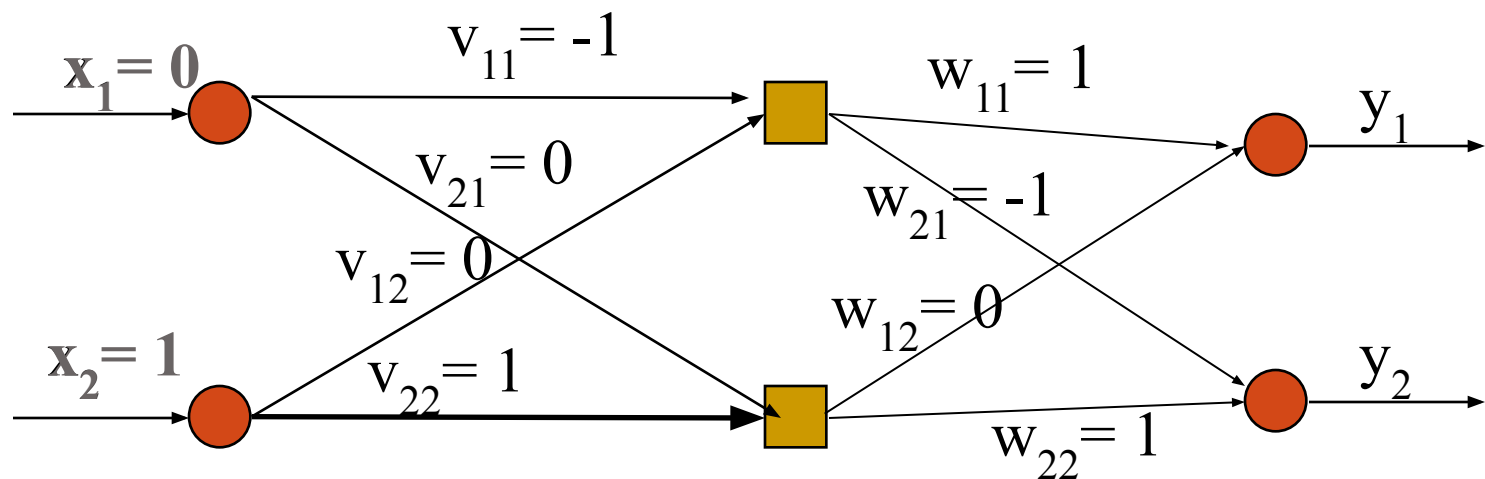 v₁₁= -1
x₁= 0
w₁₁= 1
y₁
v₂₁= 0
w₂₁= -1
v₁₂= 0
w₁₂= 0
x₂= 1
v₂₂= 1
y₂
w₂₂= 1